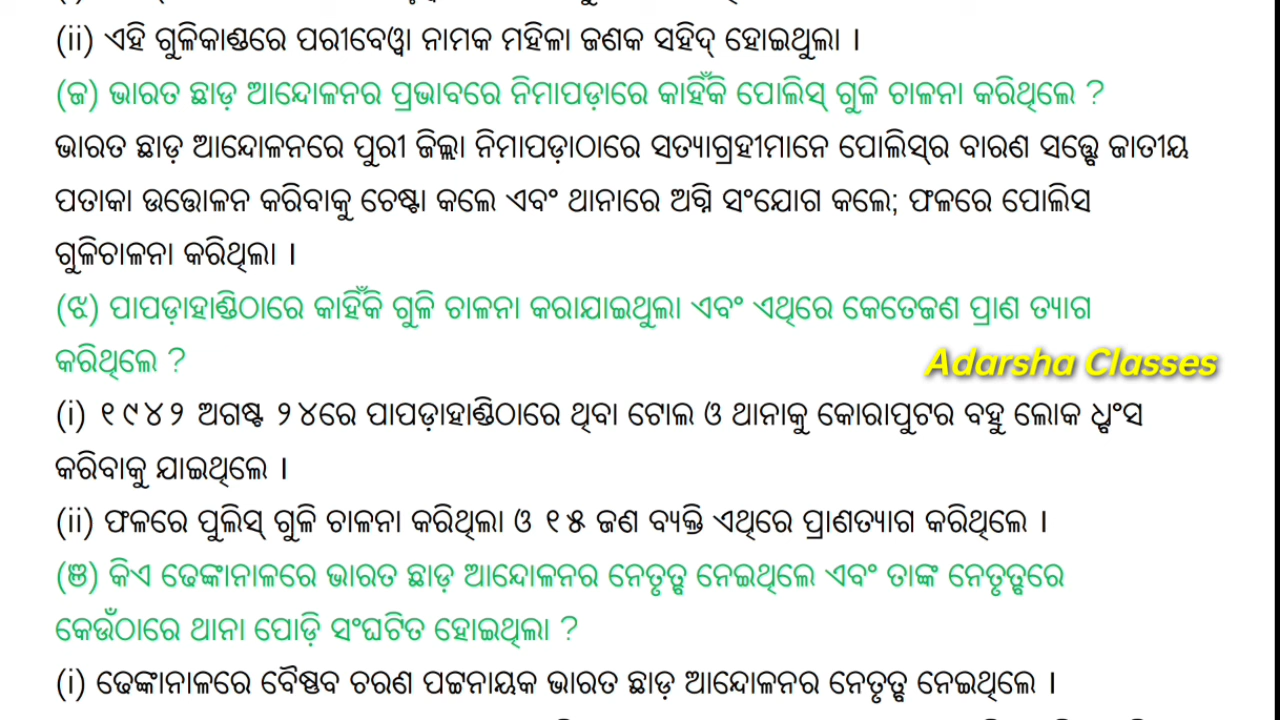 (ii) ଏହି ଗୁଳିକାଣ୍ଡରେ ପରୀବେୱା ନାମକ ମହିଳା ଜଣକ ସହିଦ୍ ହୋଇଥୁଲା ।
(ଜ) ଭାରତ ଛାଡ଼ ଆନ୍ଦୋଳନର ପ୍ରଭାବରେ ନିମାପଡ଼ାରେ କାହିଁକି ପୋଲିସ୍ ଗୁଳି ଚାଳନା କରିଥିଲେ ?
ଭାରତ ଛାଡ଼ ଆନ୍ଦୋଳନରେ ପୁରୀ ଜିଲ୍ଲା ନିମାପଡ଼ାଠାରେ ସତ୍ୟାଗ୍ରହୀମାନେ ପୋଲିସ୍‌ର ବାରଣ ସତ୍ତ୍ୱେ ଜାତୀୟ
ପତାକା ଉତ୍ତୋଳନ କରିବାକୁ ଚେଷ୍ଟା କଲେ ଏବଂ ଥାନାରେ ଅଗ୍ନି ସଂଯୋଗ କଲେ; ଫଳରେ ପୋଲିସ
ଗୁଳିଚାଳନା କରିଥିଲା ।
(ଝ) ପାପଡ଼ାହାଣ୍ଡିଠାରେ କାହିଁକି ଗୁଳି ଚାଳନା କରାଯାଇଥୁଲା ଏବଂ ଏଥିରେ କେତେଜଣ ପ୍ରାଣ ତ୍ୟାଗ
କରିଥିଲେ ?
Adarsha Classes
(i) ୧୯୪୨ ଅଗଷ୍ଟ ୨୪ରେ ପାପଡ଼ାହାଣ୍ଡିଠାରେ ଥିବା ଟୋଲ ଓ ଥାନାକୁ କୋରାପୁଟର ବହୁ ଲୋକ ଧ୍ବଂସ
କରିବାକୁ ଯାଇଥିଲେ ।
(ii) ଫଳରେ ପୁଲିସ୍ ଗୁଳି ଚାଳନା କରିଥିଲା ଓ ୧୫ ଜଣ ବ୍ୟକ୍ତି ଏଥିରେ ପ୍ରାଣତ୍ୟାଗ କରିଥିଲେ ।
(ଞ) କିଏ ଢେଙ୍କାନାଳରେ ଭାରତ ଛାଡ଼ ଆନ୍ଦୋଳନର ନେତୃତ୍ବ ନେଇଥିଲେ ଏବଂ ତାଙ୍କ ନେତୃତ୍ବରେ
କେଉଁଠାରେ ଥାନା ପୋଡ଼ି ସଂଘଟିତ ହୋଇଥିଲା ?
(i) ଢେଙ୍କାନାଳରେ ବୈଷ୍ଣବ ଚରଣ ପଟ୍ଟନାୟକ ଭାରତ ଛାଡ଼ ଆନ୍ଦୋଳନର ନେତୃତ୍ବ ନେଇଥିଲେ ।